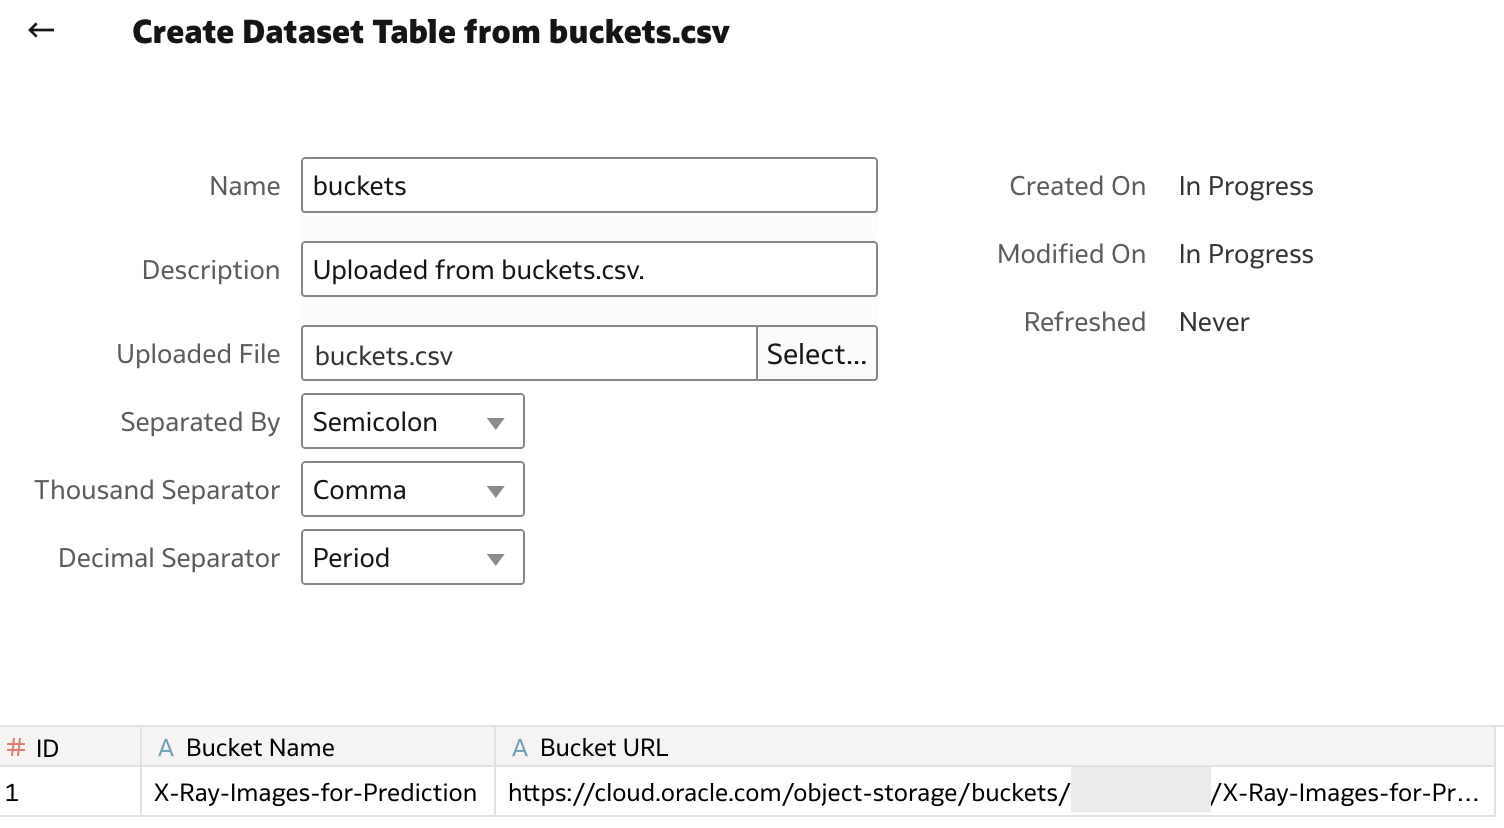 Create Dataset Table from buckets.csv
Name buckets Created On In Progress
Description Uploaded from buckets.csv. Modified On In Progress
Uploaded File buckets.csv Select... Refreshed Never
Separated By Semicolon
Thousand Separator Comma
Decimal Separator Period
# ID A Bucket Name A Bucket URL
1 X-Ray-Images-for-Prediction https://cloud.oracle.com/object-storage/buckets/ /X-Ray-Images-for-Pr...